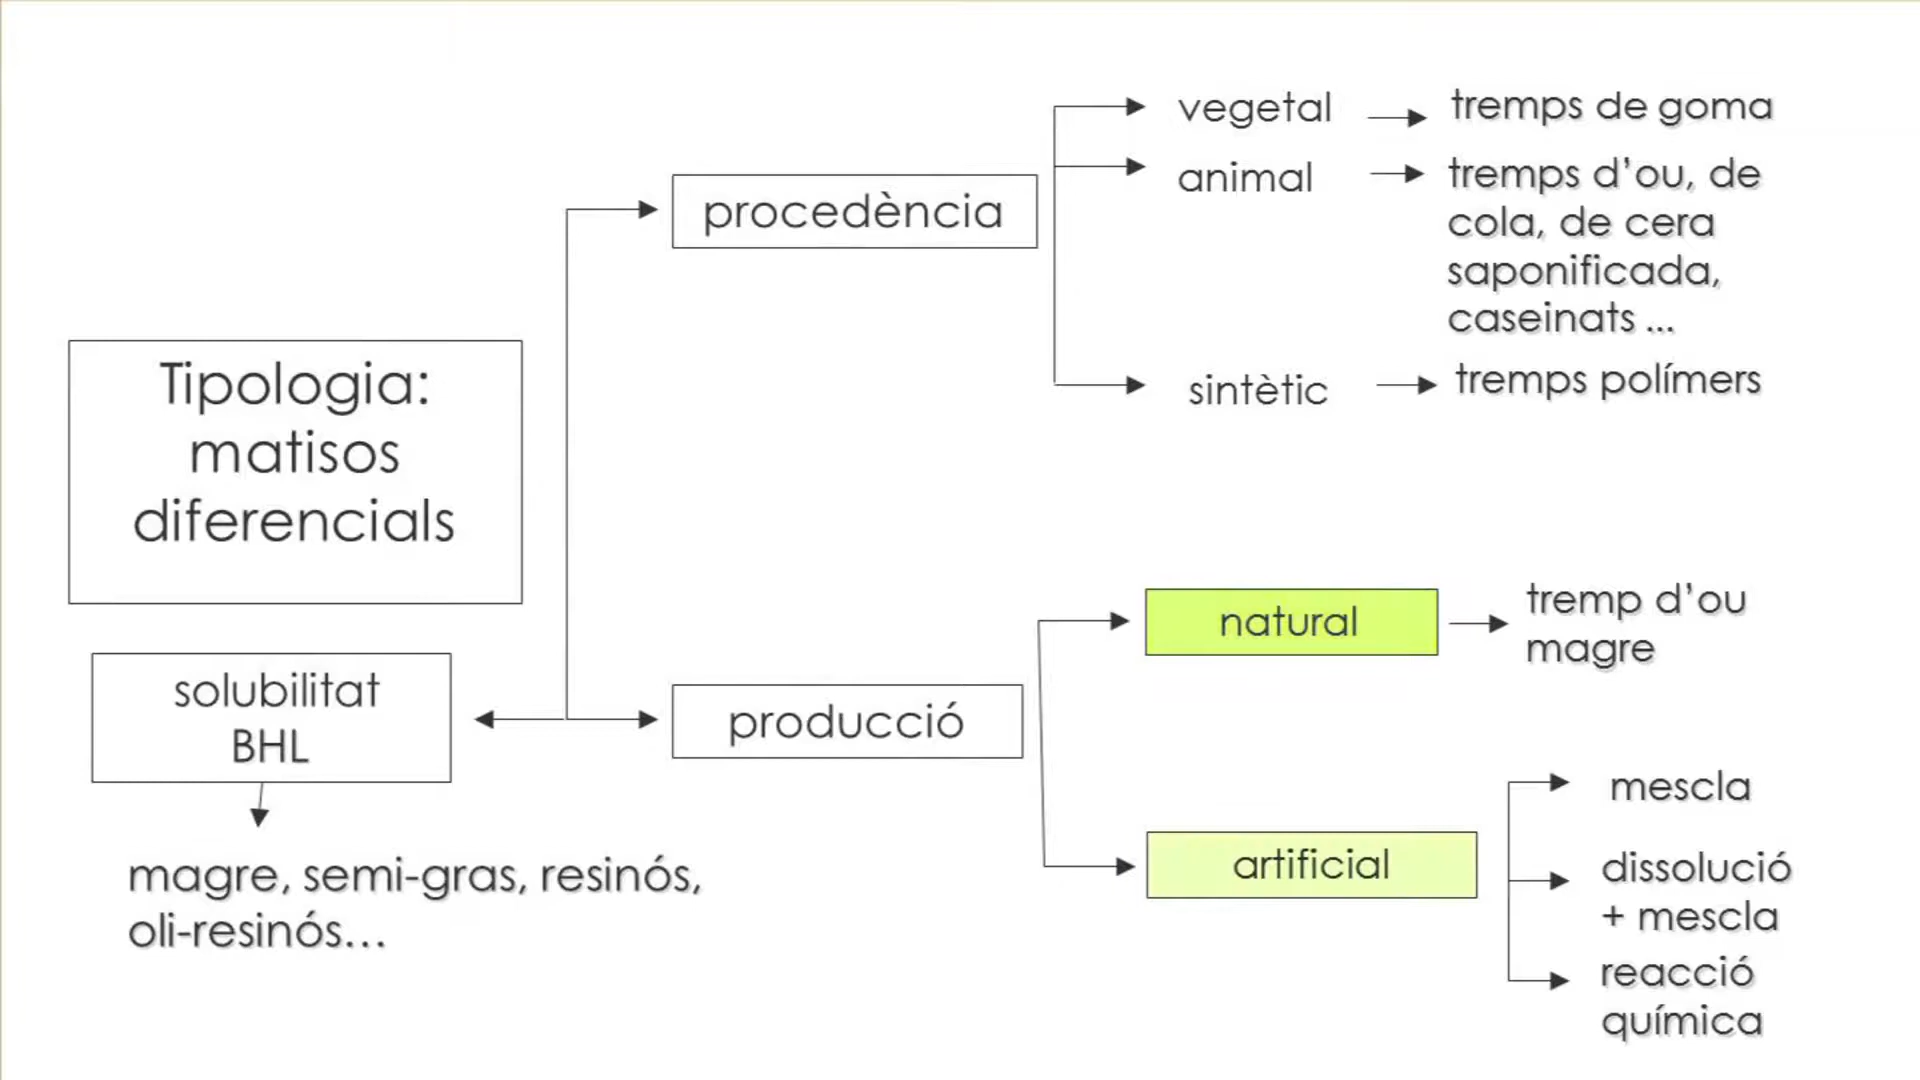 vegetal
tremps de goma
animal
tremps d’ou, de
cola, de cera
saponificada,
caseinats ...
procedència
sintètic
tremps polímers
Tipologia:
matisos
diferencials
natural
tremp d’ou
magre
solubilitat
BHL
producció
mescla
artificial
dissolució
+ mescla
reacció
química
magre, semi-gras, resinós,
oli-resinós...